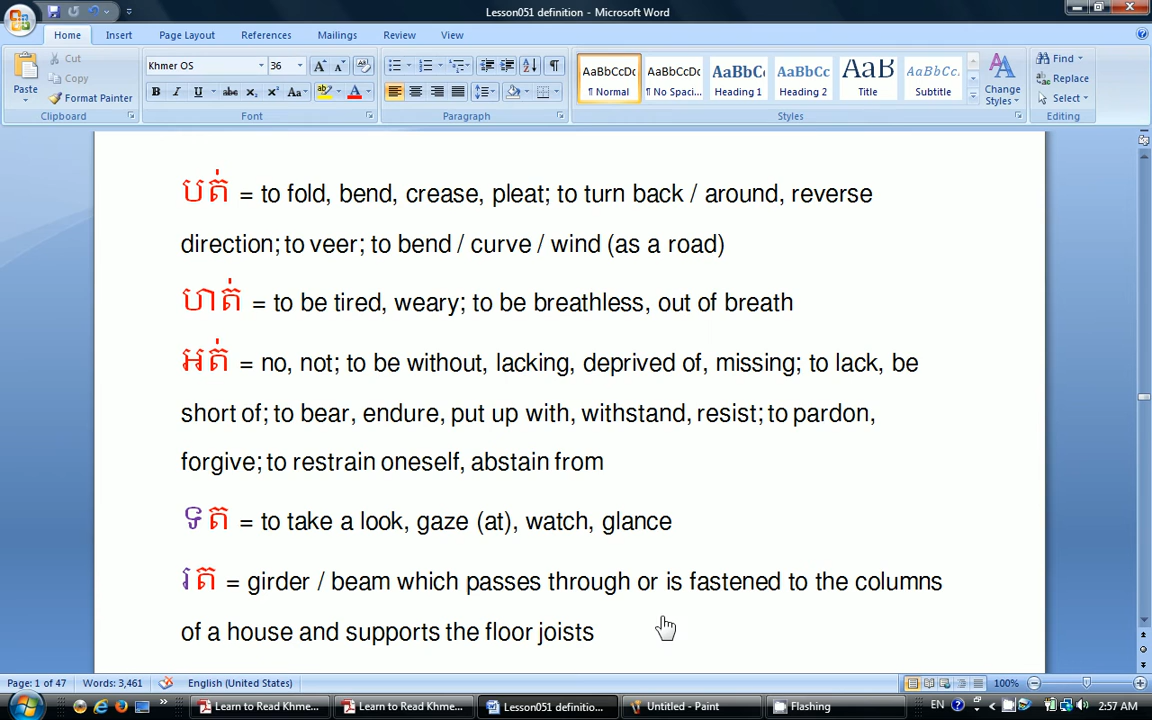 Lesson051 definition - Microsoft Word
Home Insert Page Layout References Mailings Review View
Paste Cut Copy Format Painter
Khmer OS 36
AaBbCcDc AaBbCcDc AaBbC AaBbCc AaB AaBbCc.
¶ Normal ¶ No Spaci... Heading 1 Heading 2 Title Subtitle Change Styles
Find Replace Select
Clipboard Font Paragraph Styles Editing
បត់ = to fold, bend, crease, pleat; to turn back / around, reverse
direction; to veer; to bend / curve / wind (as a road)
ហត់ = to be tired, weary; to be breathless, out of breath
អត់ = no, not; to be without, lacking, deprived of, missing; to lack, be
short of; to bear, endure, put up with, withstand, resist; to pardon,
forgive; to restrain oneself, abstain from
ទត = to take a look, gaze (at), watch, glance
រត = girder / beam which passes through or is fastened to the columns
of a house and supports the floor joists
Page: 1 of 47 Words: 3,461 English (United States) 100%
Learn to Read Khme... Learn to Read Khme... Lesson051 definitio... Untitled - Paint Flashing EN 2:57 AM